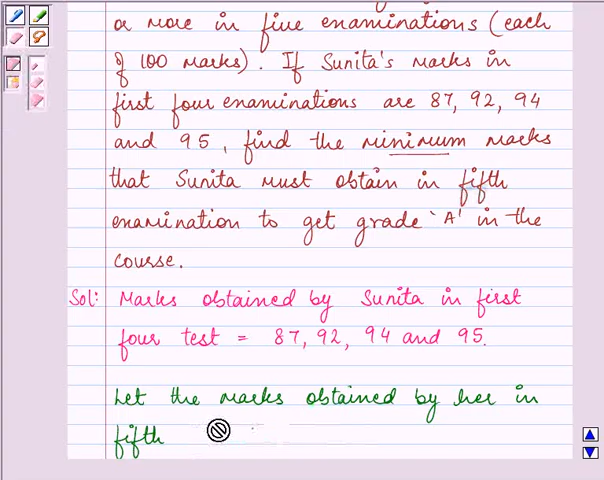 or more in five examinations (each
of 100 marks). If Sunita's marks in
first four examinations are 87, 92, 94
and 95, find the minimum marks
that Sunita must obtain in fifth
examination to get grade 'A' in the
course.
Sol: Marks obtained by Sunita in first
four test = 87, 92, 94 and 95.
Let the marks obtained by her in
fifth